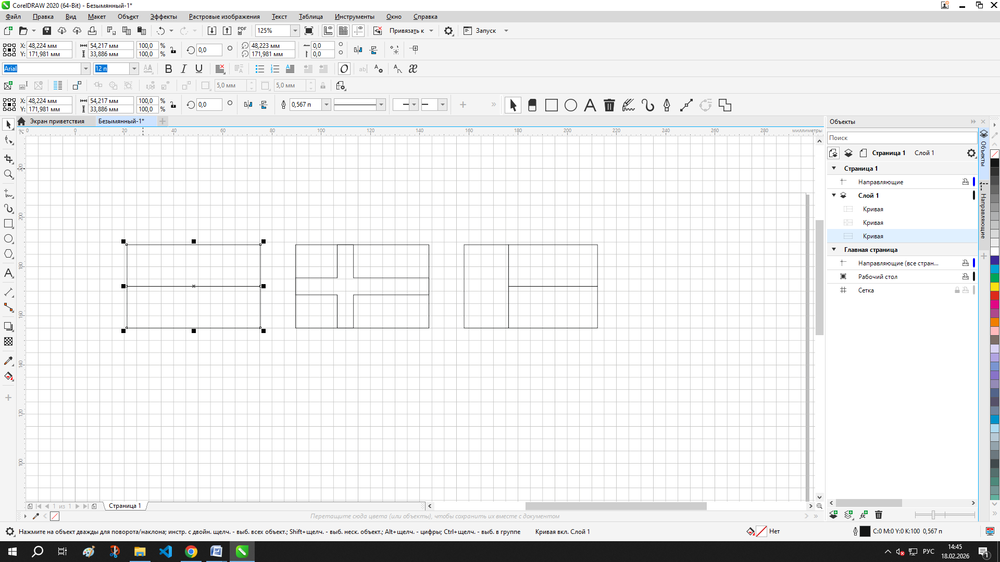 CorelDRAW 2020 (64-Bit) - Безымянный-1*
Файл Правка Вид Макет Объект Эффекты Растровые изображения Текст Таблица Инструменты Окно Справка
PDF 125% Привязать к Запуск
X: 48,224 мм 54,217 мм 100,0 % 0,0 48,223 мм 0,0
Y: 171,981 мм 33,886 мм 100,0 % 171,981 мм 0,0
Arial 12 п
5,0 мм 5,0 мм
X: 48,224 мм 54,217 мм 100,0 % 0,0 0,567 п
Y: 171,981 мм 33,886 мм 100,0 %
Экран приветствия Безымянный-1*
0 20 40 60 80 100 120 140 160 180 200 220 240 260 280 миллиметры
220
200
180
160
140
120
100
Объекты
Поиск
Страница 1 Слой 1
Страница 1
Направляющие
Слой 1
Кривая
Кривая
Кривая
Главная страница
Направляющие (все стран...
Рабочий стол
Сетка
Объекты
Направляющие
1 из 1 Страница 1
Перетащите сюда цвета (или объекты), чтобы сохранить их вместе с документом
Нажмите на объект дважды для поворота/наклона; инстр. с двойн. щелч. - выб. всех объект.; Shift+щелч. - выб. неск. объект.; Alt+щелч. - цифры; Ctrl+щелч. - выб. в группе Кривая вкл. Слой 1 Нет C:0 M:0 Y:0 K:100 0,567 п
РУС 14:45
18.02.2026
1